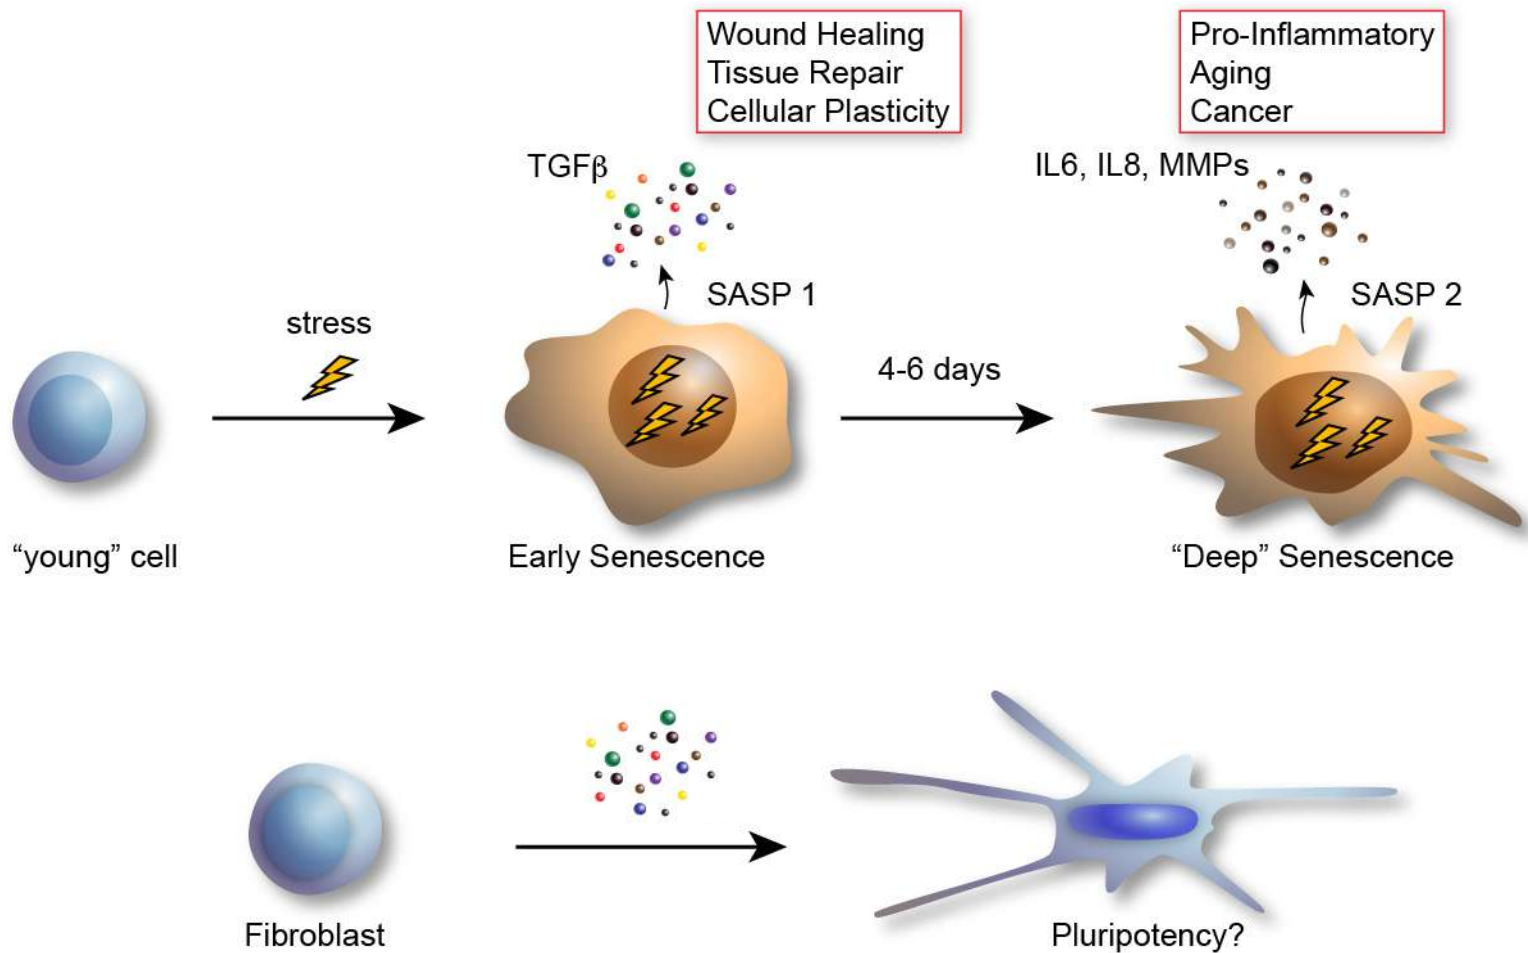 Wound Healing
Tissue Repair
Cellular Plasticity
Pro-Inflammatory
Aging
Cancer
TGFβ
IL6, IL8, MMPs
SASP 1
SASP 2
stress
4-6 days
“young” cell
Early Senescence
“Deep” Senescence
Fibroblast
Pluripotency?